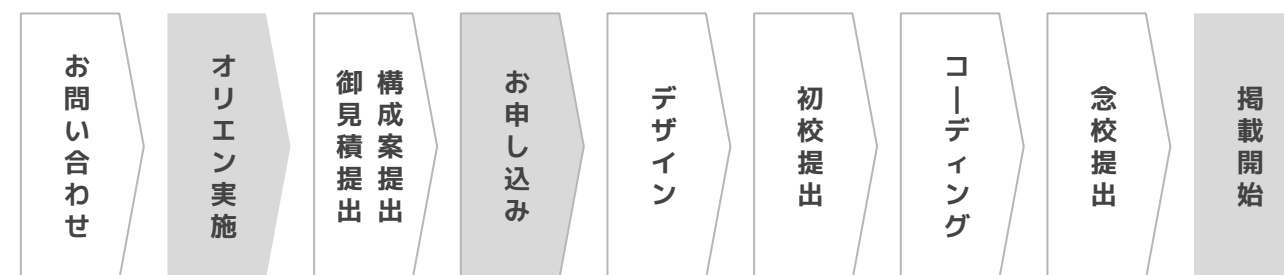 お問い合わせ
オリエン実施
構成案提出
御見積提出
お申し込み
デザイン
初校提出
コーディング
念校提出
掲載開始